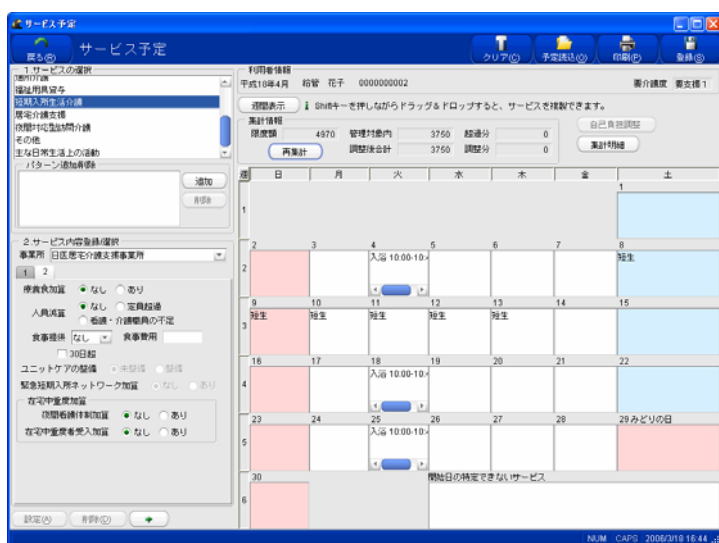 サービス予定
戻る(R)
サービス予定
クリア(C)
予定読込(O)
印刷(P)
登録(S)
1.サービスの選択
福祉用具貸与
短期入所生活介護
居宅介護支援
夜間対応型訪問介護
その他
主な日常生活上の活動
パターン追加削除
追加
削除
2.サービス内容登録/選択
事業所 日医居宅介護支援事業所
1 2
療養食加算 なし あり
人員減算 なし 定員超過
看護・介護職員の不足
食事提供 なし 食事費用
30日超
ユニットケアの整備 未整備 整備
緊急短期入所ネットワーク加算 なし あり
在宅中重度加算
夜間看護体制加算 なし あり
在宅中重度者受入加算 なし あり
設定(A) 削除(D)
利用者情報
平成18年4月 給管 花子 0000000002 要介護度 要支援1
週間表示 Shiftキーを押しながらドラッグ&ドロップすると、サービスを複製できます。
集計情報
限度額 4970 管理対象内 3750 超過分 0
再集計 調整後合計 3750 調整分 0
自己負担調整
集計明細
週 日 月 火 水 木 金 土
1
1
2 3 4 5 6 7 8
2
入浴 10:00-10:
短生
9 10 11 12 13 14 15
3
短生 短生 短生 短生 短生
16 17 18 19 20 21 22
4
入浴 10:00-10:
23 24 25 26 27 28 29みどりの日
5
入浴 10:00-10:
30 開始日の特定できないサービス
6
NUM CAPS 2006/3/18 16:44